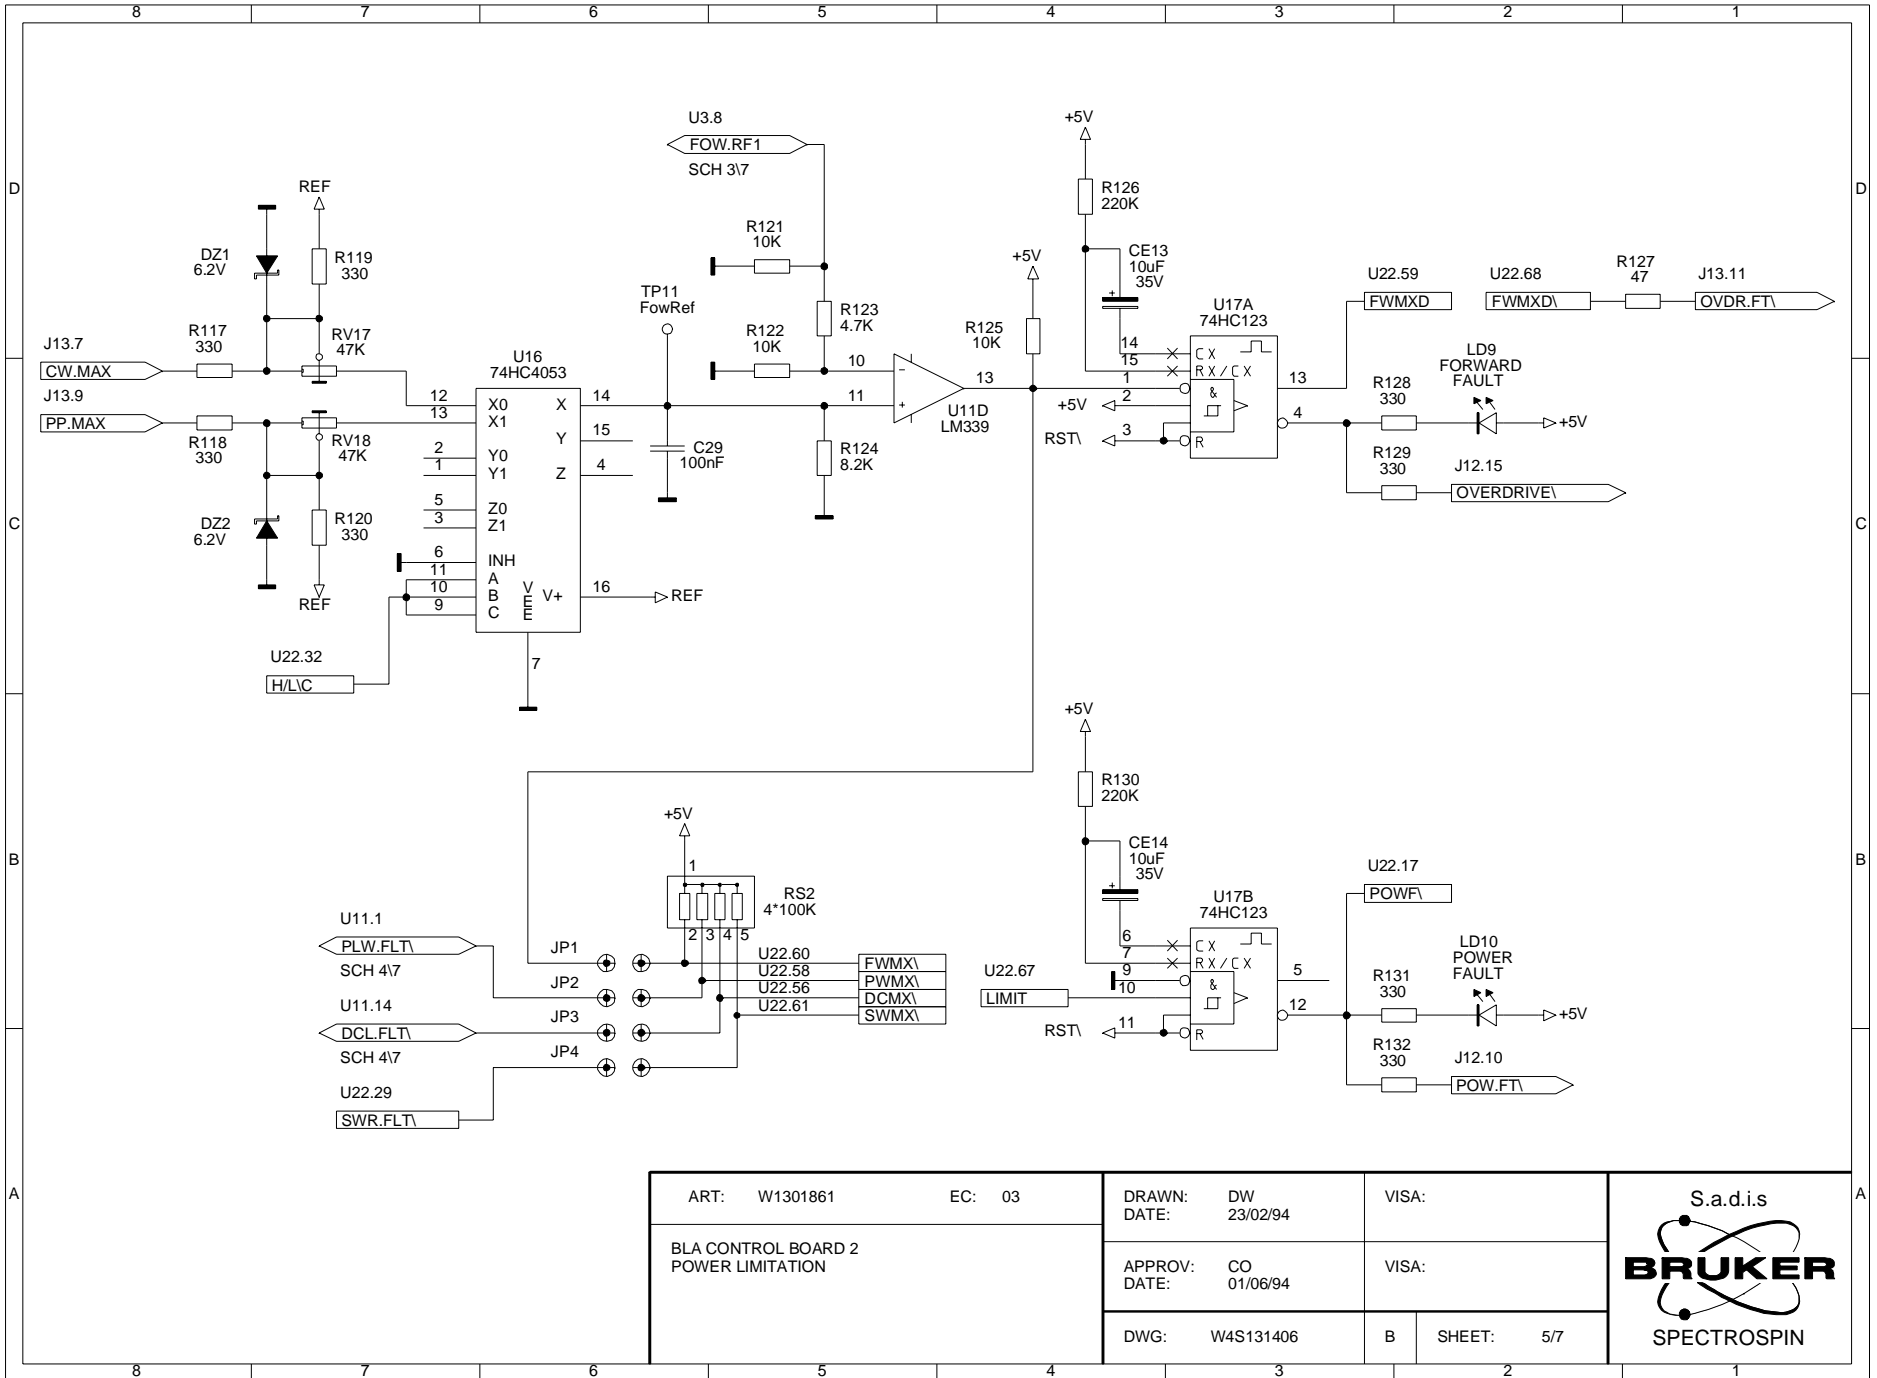 8 7 6 5 4 3 2 1
D
D
C
C
B
B
A
A
U3.8
FOW.RF1
SCH 3\7
+5V
R126
220K
REF
DZ1
6.2V
R119
330
R121
10K
+5V
CE13
10uF
35V
+
TP11
FowRef
R123
4.7K
R122
10K
R125
10K
U17A
74HC123
U22.59
FWMXD
U22.68
FWMXD\
R127
47
J13.11
OVDR.FT\
J13.7
CW.MAX
R117
330
RV17
47K
J13.9
PP.MAX
R118
330
RV18
47K
U16
74HC4053
12 X0
13 X1
2 Y0
1 Y1
5 Z0
3 Z1
6 INH
11 A
10 B
9 C
X 14
Y 15
Z 4
V+ 16
REF
VEE
7
C29
100nF
R124
8.2K
10 −
11 +
13
U11D
LM339
14 CX
15 RX/CX
1
+5V 2
RST\ 3
&
R
13
4
LD9
FORWARD
FAULT
R128
330
+5V
R129
330
J12.15
OVERDRIVE\
DZ2
6.2V
R120
330
REF
U22.32
H/L\C
+5V
R130
220K
CE14
10uF
35V
+
U17B
74HC123
+5V
1
RS2
4*100K
2 3 4 5
U11.1
PLW.FLT\
SCH 4\7
U11.14
DCL.FLT\
SCH 4\7
U22.29
SWR.FLT\
JP1
JP2
JP3
JP4
U22.60 FWMX\
U22.58 PWMX\
U22.56 DCMX\
U22.61 SWMX\
U22.67
LIMIT
6 CX
7 RX/CX
9
10
RST\ 11
&
R
5
12
U22.17
POWF\
LD10
POWER
FAULT
R131
330
+5V
R132
330
J12.10
POW.FT\
ART: W1301861 EC: 03
BLA CONTROL BOARD 2
POWER LIMITATION
DRAWN: DW
DATE: 23/02/94
VISA:
APPROV: CO
DATE: 01/06/94
VISA:
DWG: W4S131406 B SHEET: 5/7
S.a.d.i.s
BRUKER
SPECTROSPIN
8 7 6 5 4 3 2 1